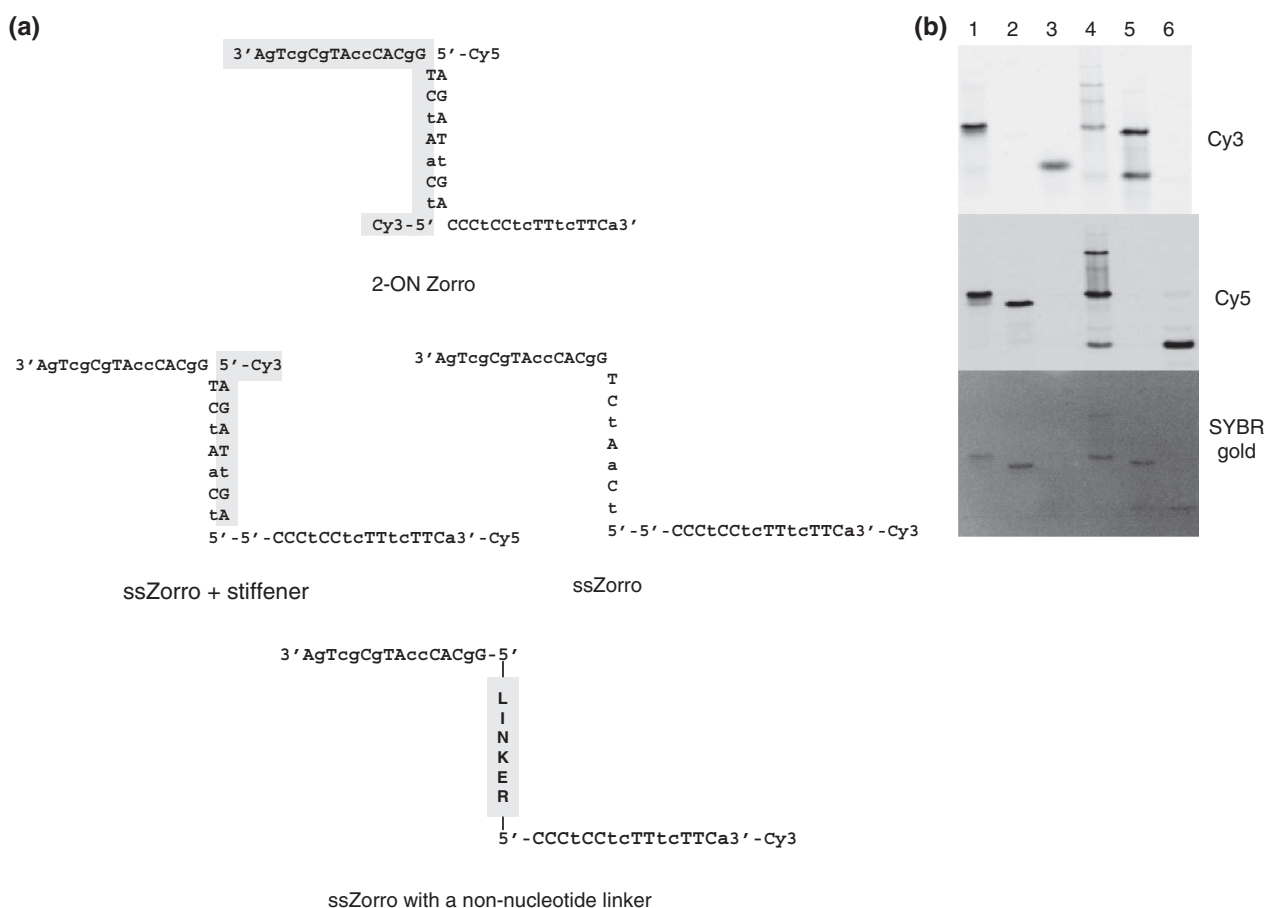 (a)
3'AgTcgCgTAccCACgG 5'-Cy5
TA
CG
tA
AT
at
CG
tA
Cy3-5' CCCtCCtcTTtcTTCa3'
2-ON Zorro
3'AgTcgCgTAccCACgG 5'-Cy3
TA
CG
tA
AT
at
CG
tA
5'-5'-CCCtCCtcTTtcTTCa3'-Cy5
ssZorro + stiffener
3'AgTcgCgTAccCACgG
T
C
t
A
a
C
t
5'-5'-CCCtCCtcTTtcTTCa3'-Cy3
ssZorro
3'AgTcgCgTAccCACgG-5'
L
I
N
K
E
R
5'-CCCtCCtcTTtcTTCa3'-Cy3
ssZorro with a non-nucleotide linker
(b)
1 2 3 4 5 6
Cy3
Cy5
SYBR
gold